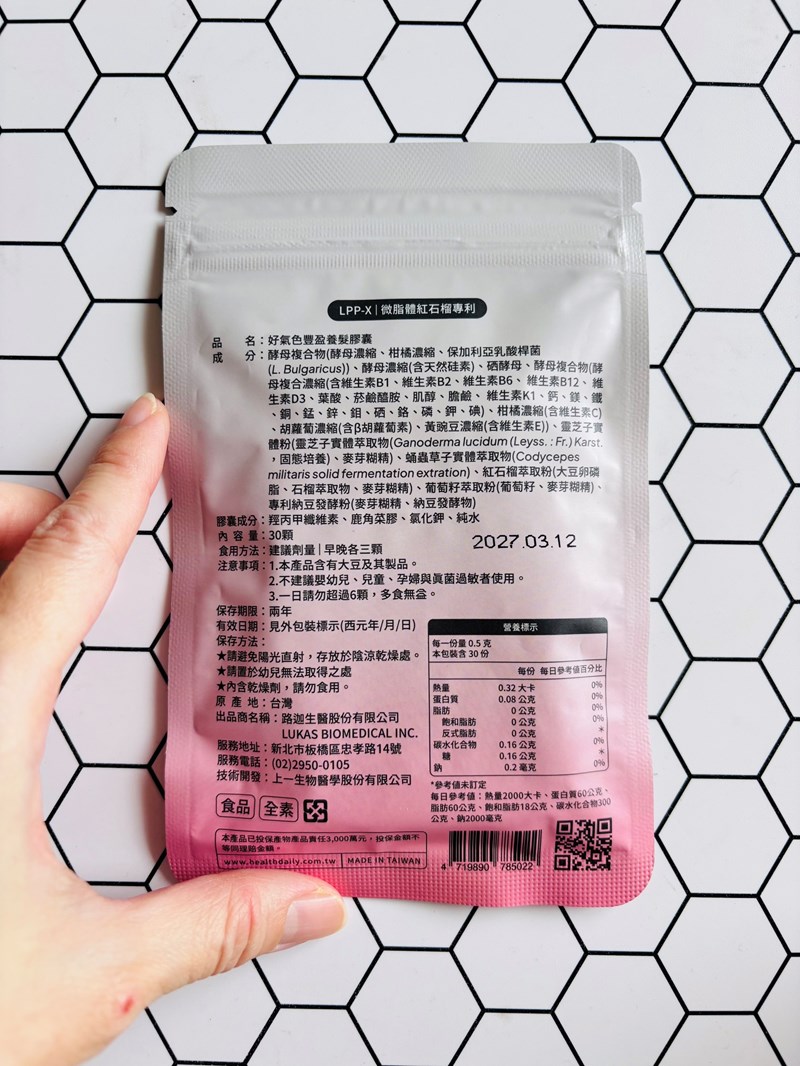 LPP-X | 微脂體紅石榴專利
品　　名：好氣色豐盈養髮膠囊
成　　分：酵母複合物(酵母濃縮、柑橘濃縮、保加利亞乳酸桿菌
(L. Bulgaricus))、酵母濃縮(含天然硅素)、硒酵母、酵母複合物(酵
母複合濃縮(含維生素B1、維生素B2、維生素B6、維生素B12、維
生素D3、葉酸、菸鹼醯胺、肌醇、膽鹼、維生素K1、鈣、鎂、鐵
、銅、錳、鋅、鉬、硒、鉻、磷、鉀、碘)、柑橘濃縮(含維生素C)
、胡蘿蔔濃縮(含β胡蘿蔔素)、黃豌豆濃縮(含維生素E))、靈芝子實
體粉(靈芝子實體萃取物(Ganoderma lucidum (Leyss. : Fr.) Karst.
，固態培養)、麥芽糊精)、蛹蟲草子實體萃取物(Codycepes
militaris solid fermentation extration)、紅石榴萃取粉(大豆卵磷
脂、石榴萃取物、麥芽糊精)、葡萄籽萃取粉(葡萄籽、麥芽糊精)、
專利納豆發酵粉(麥芽糊精、納豆發酵物)
膠囊成分：羥丙甲纖維素、鹿角菜膠、氯化鉀、純水
內 容 量：30顆
食用方法：建議劑量 | 早晚各三顆
2027.03.12
注意事項：1.本產品含有大豆及其製品。
2.不建議嬰幼兒、兒童、孕婦與真菌過敏者使用。
3.一日請勿超過6顆，多食無益。
保存期限：兩年
有效日期：見外包裝標示(西元年/月/日)
保存方法：
★請避免陽光直射，存放於陰涼乾燥處。
★請置於幼兒無法取得之處
★內含乾燥劑，請勿食用。
原 產 地：台灣
出品商名稱：路迦生醫股份有限公司
LUKAS BIOMEDICAL INC.
服務地址：新北市板橋區忠孝路14號
服務電話：(02)2950-0105
技術開發：上一生物醫學股份有限公司
營養標示
每一份量 0.5 克
本包裝含 30 份
每份 每日參考值百分比
熱量 0.32 大卡 0%
蛋白質 0.08 公克 0%
脂肪 0 公克 0%
飽和脂肪 0 公克 0%
反式脂肪 0 公克 *
碳水化合物 0.16 公克 0%
糖 0.16 公克 *
鈉 0.2 毫克 0%
*參考值未訂定
每日參考值：熱量2000大卡、蛋白質60公克、
脂肪60公克、飽和脂肪18公克、碳水化合物300
公克、鈉2000毫克
食品 全素
本產品已投保產物產品責任3,000萬元，投保金額不
等同理賠金額。
www.healthdaily.com.tw | MADE IN TAIWAN
4 719890 785022